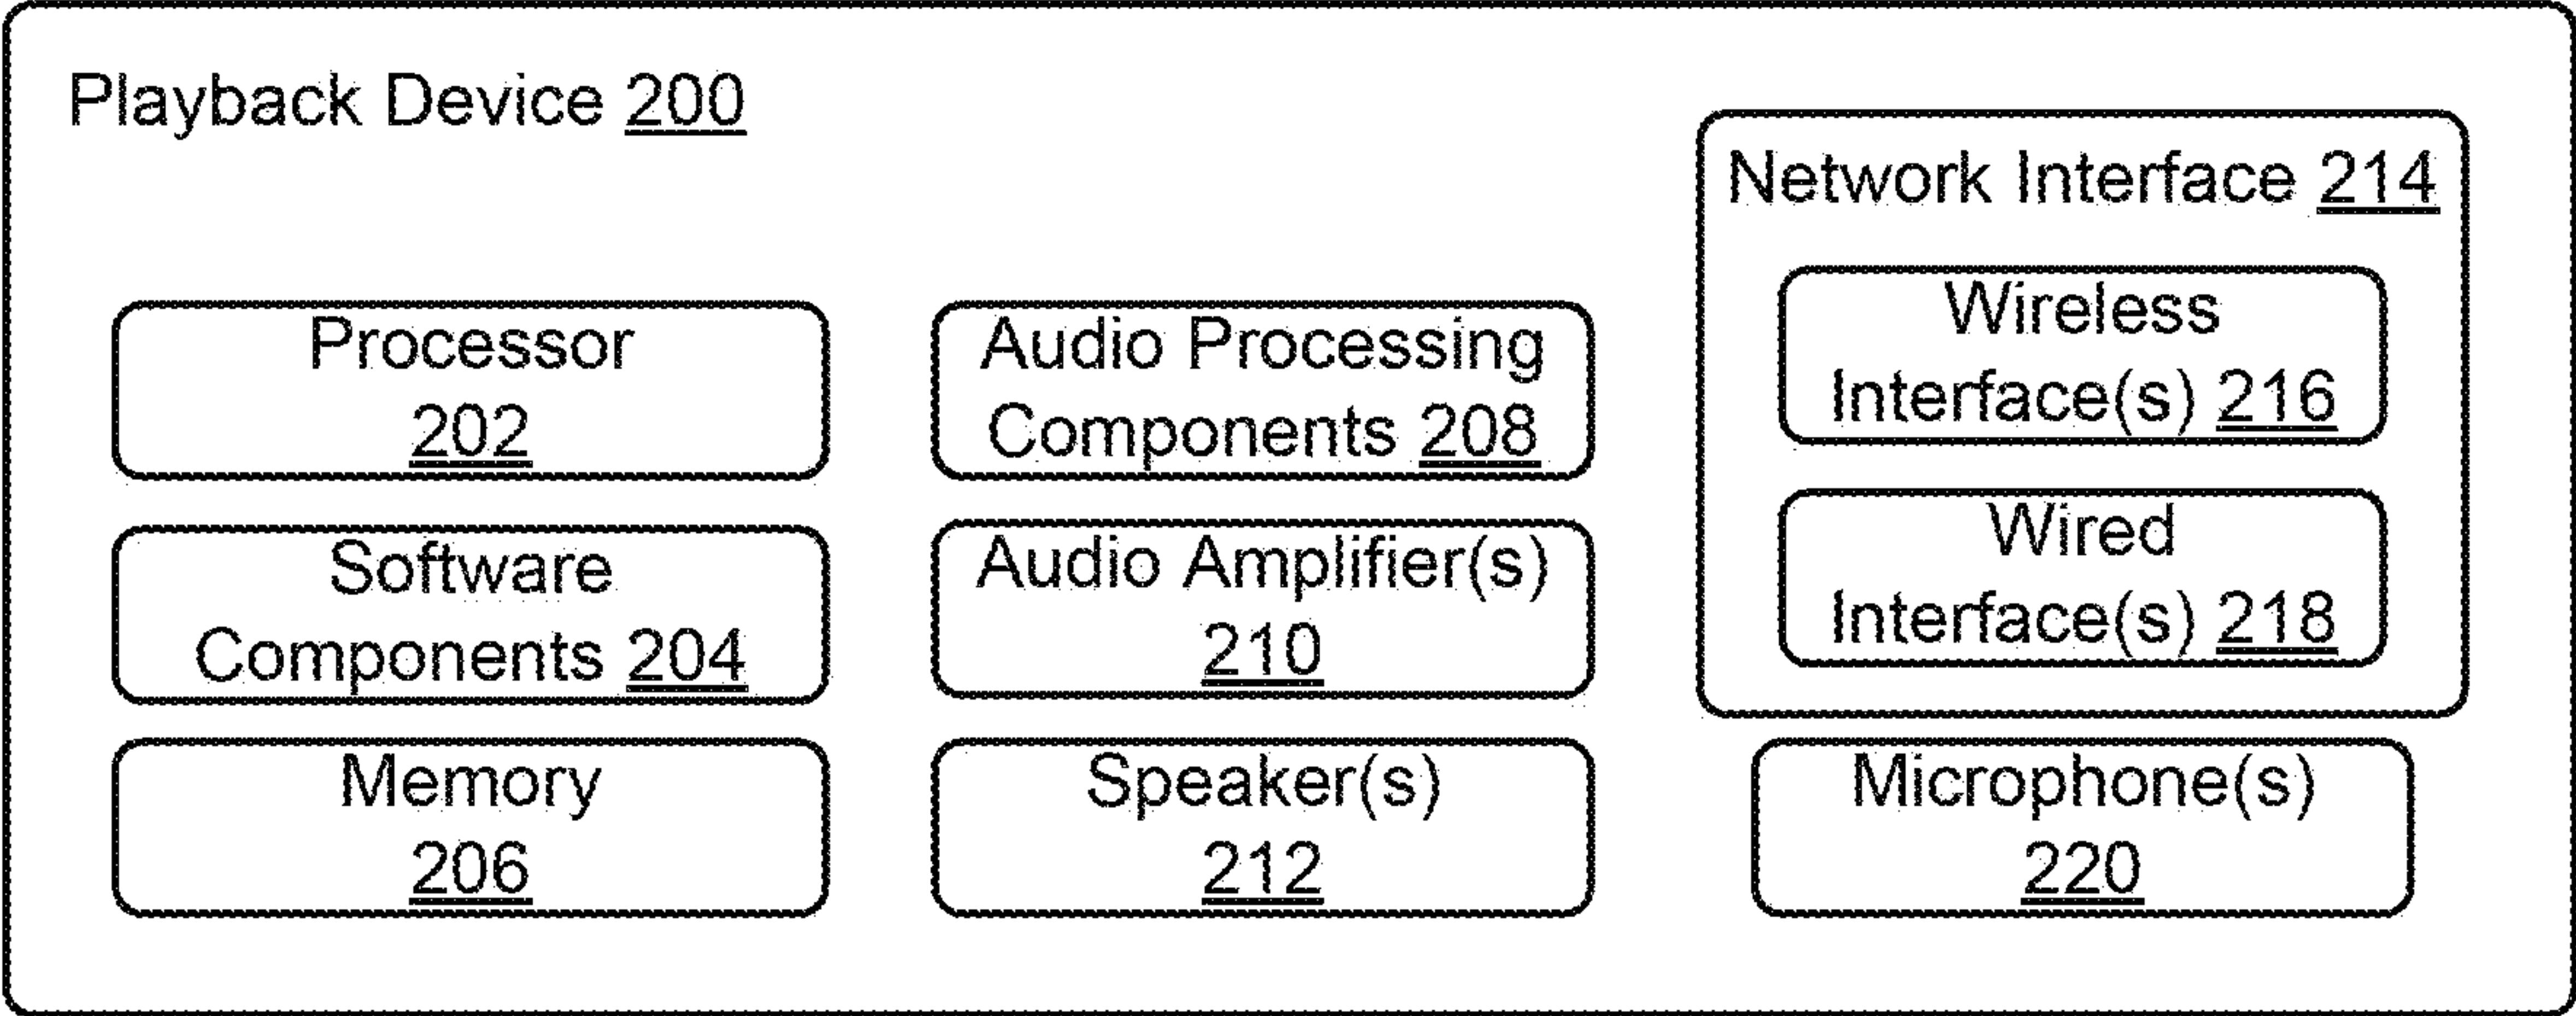 Playback Device 200
Processor
202
Software
Components 204
Memory
206
Audio Processing
Components 208
Audio Amplifier(s)
210
Speaker(s)
212
Network Interface 214
Wireless
Interface(s) 216
Wired
Interface(s) 218
Microphone(s)
220